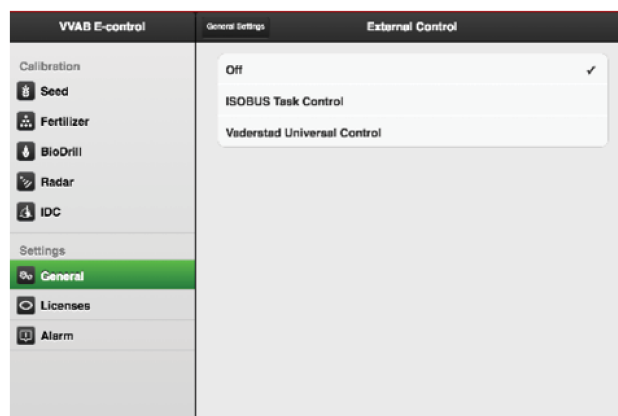 VVAB E-control
General Settings
External Control
Calibration
Seed
Fertilizer
BioDrill
Radar
IDC
Settings
General
Licenses
Alarm
Off ✓
ISOBUS Task Control
Vaderstad Universal Control